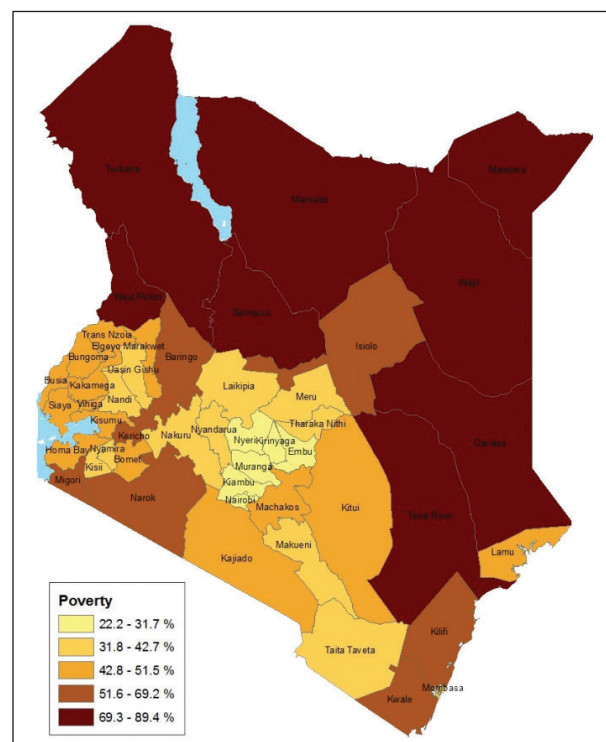 Turkana
Mandera
Marsabit
Wajir
West Pokot
Samburu
Isiolo
Trans Nzoia
Elgeyo Marakwet
Baringo
Bungoma
Uasin Gishu
Laikipia
Meru
Busia
Kakamega
Siaya
Vihiga
Nandi
Tharaka Nithi
Kisumu
Nyandarua
Nyeri
Kirinyaga
Garissa
Kericho
Nakuru
Embu
Homa Bay
Nyamira
Muranga
Kisii
Bomet
Kiambu
Migori
Narok
Nairobi
Machakos
Kitui
Tana River
Makueni
Lamu
Kajiado
Poverty
22.2 - 31.7 %
31.8 - 42.7 %
42.8 - 51.5 %
51.6 - 69.2 %
69.3 - 89.4 %
Taita Taveta
Kilifi
Mombasa
Kwale